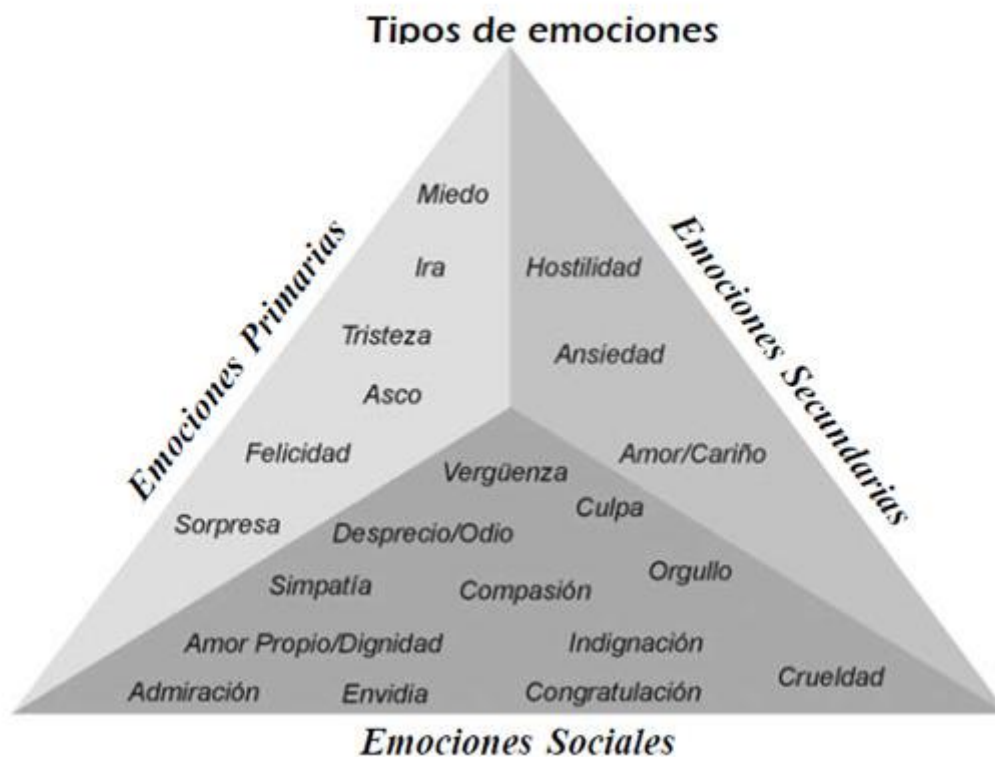 Tipos de emociones
Emociones Primarias
Miedo
Ira
Tristeza
Asco
Felicidad
Sorpresa
Emociones Secundarias
Hostilidad
Ansiedad
Amor/Cariño
Vergüenza
Culpa
Desprecio/Odio
Orgullo
Simpatía
Compasión
Amor Propio/Dignidad
Indignación
Crueldad
Admiración
Envidia
Congratulación
Emociones Sociales